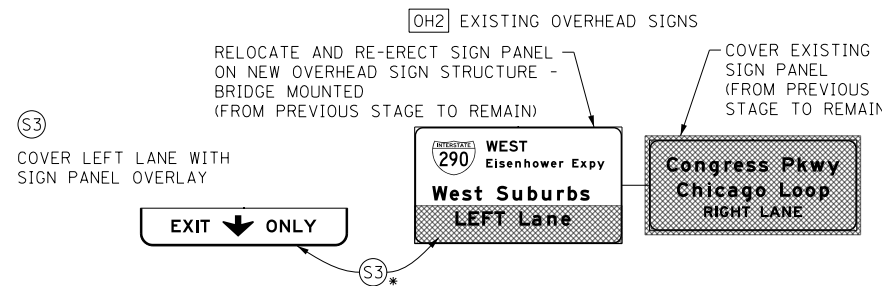 OH2 EXISTING OVERHEAD SIGNS
RELOCATE AND RE-ERECT SIGN PANEL
ON NEW OVERHEAD SIGN STRUCTURE -
BRIDGE MOUNTED
(FROM PREVIOUS STAGE TO REMAIN)
COVER EXISTING
SIGN PANEL
(FROM PREVIOUS
STAGE TO REMAIN
S3
COVER LEFT LANE WITH
SIGN PANEL OVERLAY
INTERSTATE
290
WEST
Eisenhower Expy
West Suburbs
LEFT Lane
Congress Pkwy
Chicago Loop
RIGHT LANE
EXIT ONLY
S3*